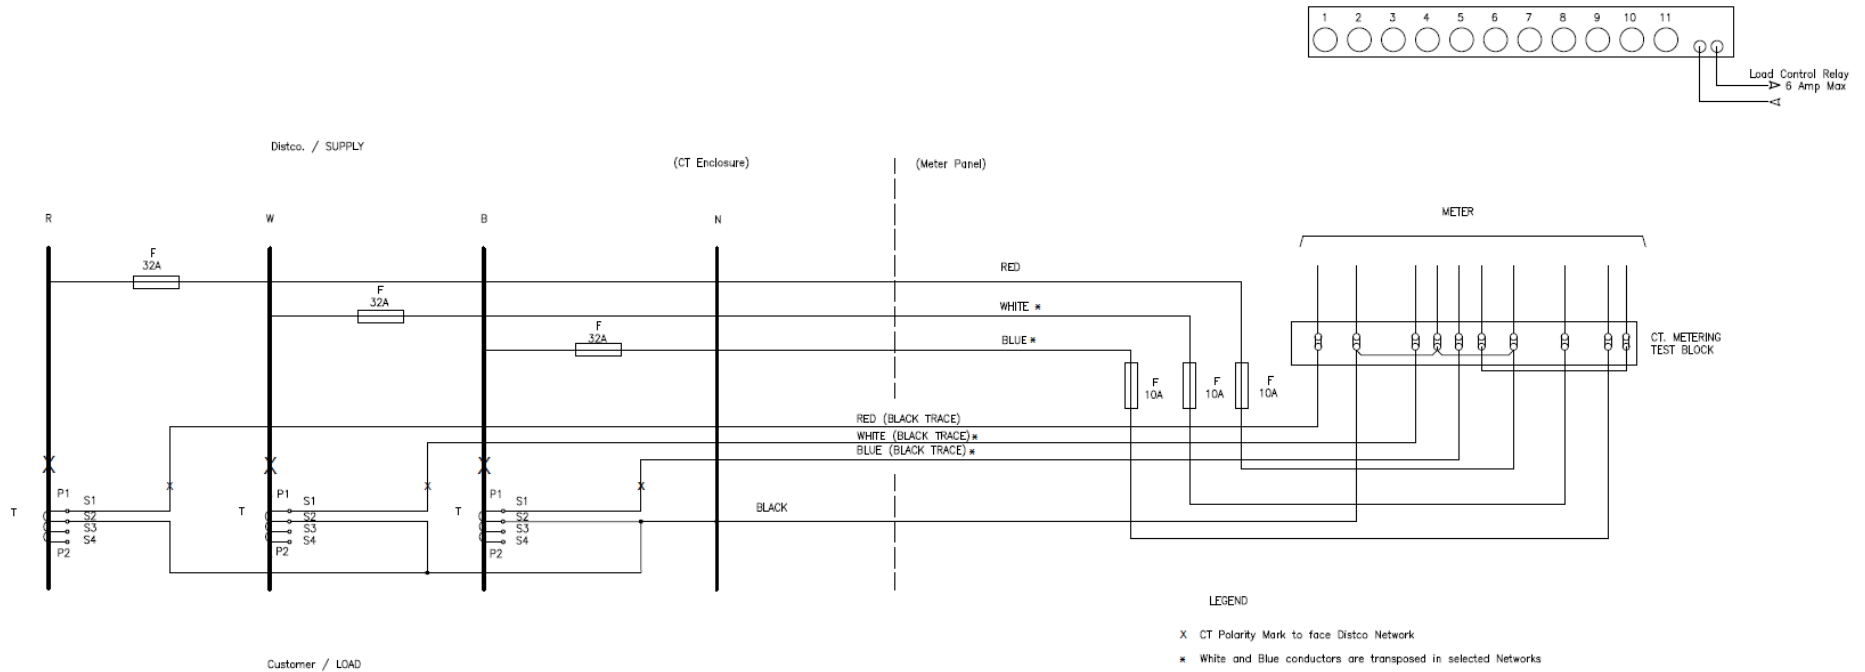 1 2 3 4 5 6 7 8 9 10 11
Load Control Relay
6 Amp Max
Distco. / SUPPLY
(CT Enclosure)
(Meter Panel)
R
W
B
N
METER
F
32A
F
32A
F
32A
RED
WHITE *
BLUE *
CT. METERING
TEST BLOCK
F
10A
F
10A
F
10A
RED (BLACK TRACE)
WHITE (BLACK TRACE)*
BLUE (BLACK TRACE)*
BLACK
T
P1
S1
S2
S3
S4
P2
T
P1
S1
S2
S3
S4
P2
T
P1
S1
S2
S3
S4
P2
LEGEND
X CT Polarity Mark to face Distco Network
* White and Blue conductors are transposed in selected Networks
Customer / LOAD